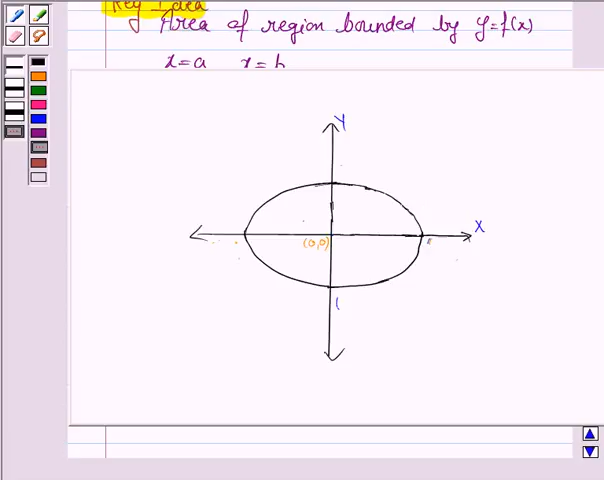 Key Idea
Area of region bounded by y=f(x)
x=a x=b
Y
X
(0,0)